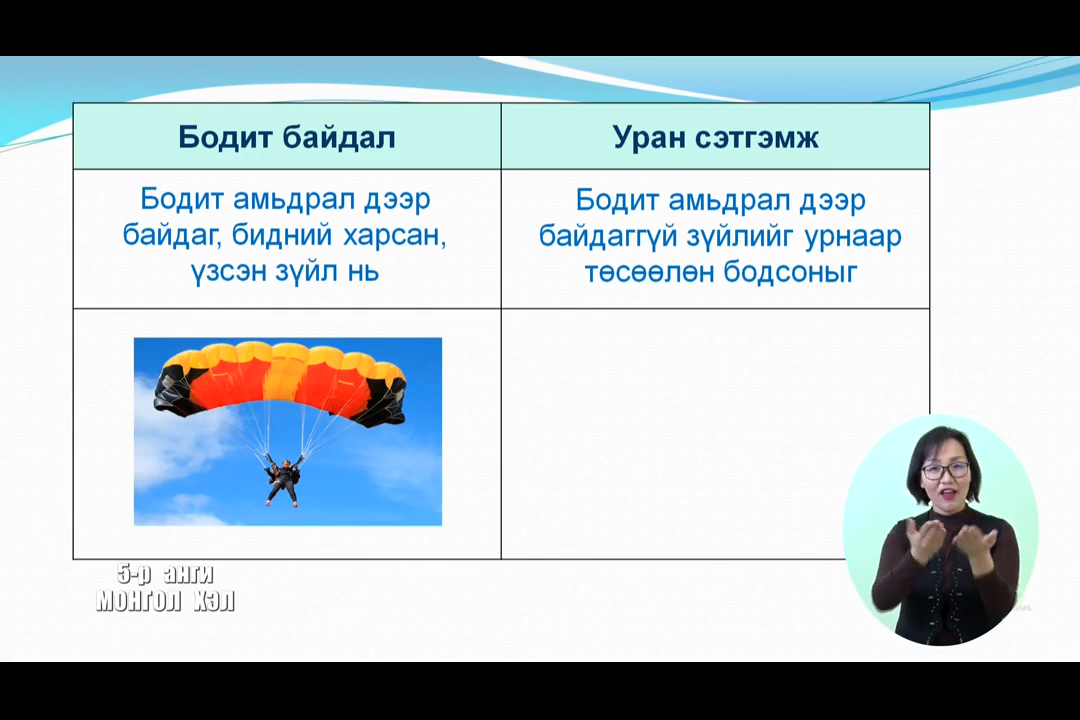 Бодит байдал
Уран сэтгэмж
Бодит амьдрал дээр
байдаг, бидний харсан,
үзсэн зүйл нь
Бодит амьдрал дээр
байдаггүй зүйлийг урнаар
төсөөлөн бодсоныг
5-р анги
МОНГОЛ ХЭЛ